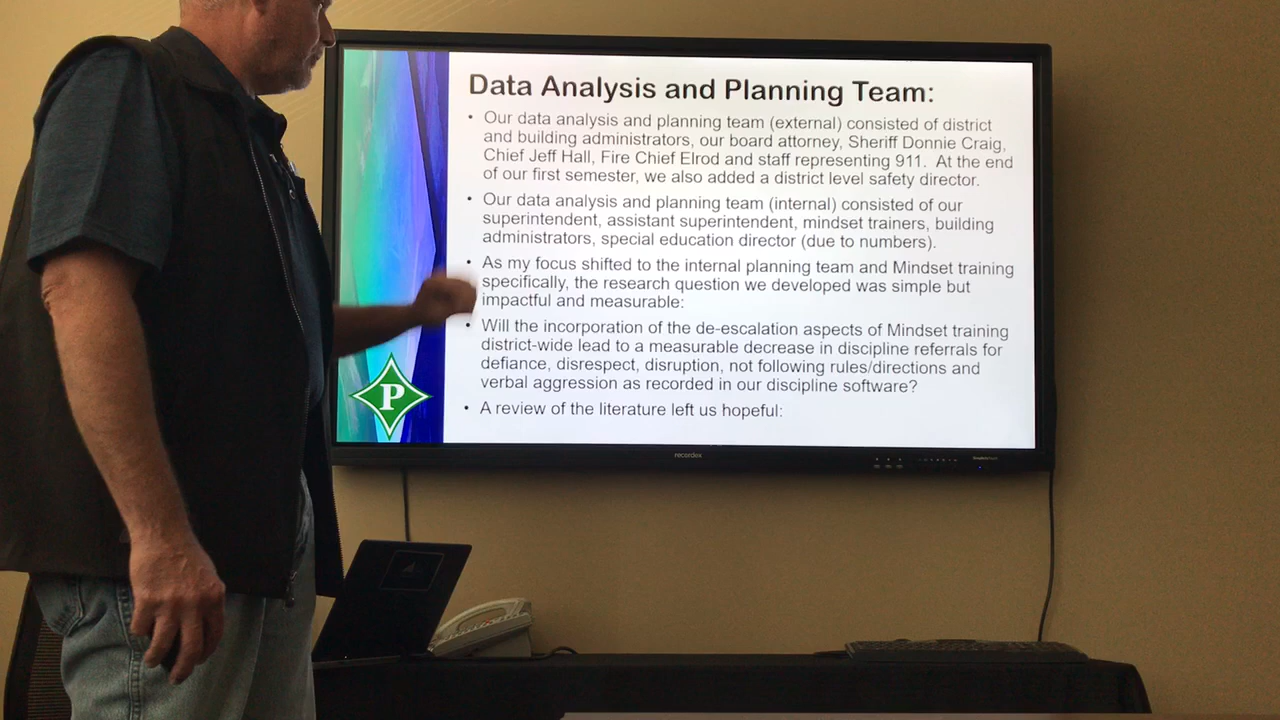 Data Analysis and Planning Team:
• Our data analysis and planning team (external) consisted of district
and building administrators, our board attorney, Sheriff Donnie Craig,
Chief Jeff Hall, Fire Chief Elrod and staff representing 911. At the end
of our first semester, we also added a district level safety director.
• Our data analysis and planning team (internal) consisted of our
superintendent, assistant superintendent, mindset trainers, building
administrators, special education director (due to numbers).
• As my focus shifted to the internal planning team and Mindset training
specifically, the research question we developed was simple but
impactful and measurable:
• Will the incorporation of the de-escalation aspects of Mindset training
district-wide lead to a measurable decrease in discipline referrals for
defiance, disrespect, disruption, not following rules/directions and
verbal aggression as recorded in our discipline software?
• A review of the literature left us hopeful:
P
recordex